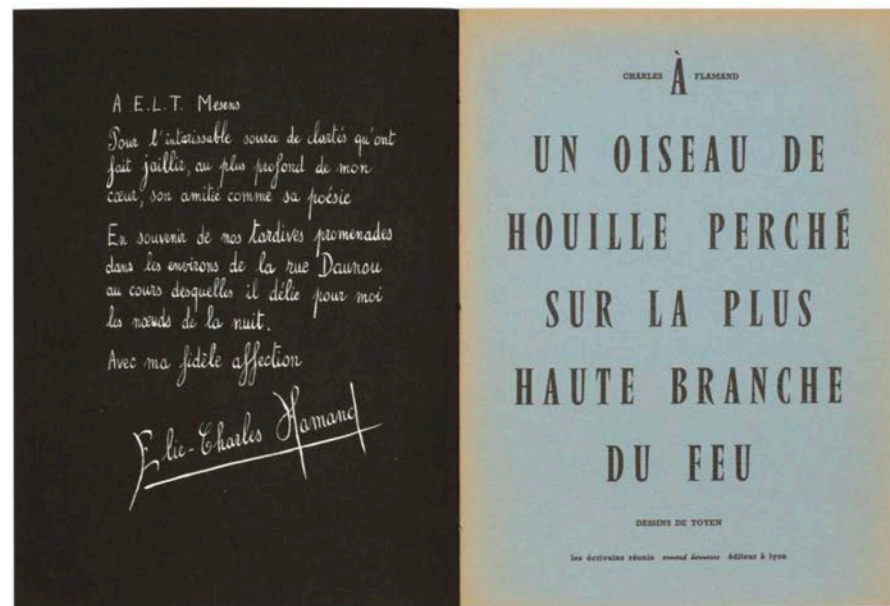 A E.L.T. Mesens
Pour l'intarissable source de clartés qu'ont
fait jaillir, au plus profond de mon
cœur, son amitié comme sa poésie
En souvenir de nos tardives promenades
dans les environs de la rue Daunou
au cours desquelles il délie pour moi
les nœuds de la nuit.
Avec ma fidèle affection
Elie-Charles Flamand
CHARLES À FLAMAND
UN OISEAU DE
HOUILLE PERCHÉ
SUR LA PLUS
HAUTE BRANCHE
DU FEU
DESSINS DE TOYEN
les écrivains réunis armand henneuse éditeur à lyon